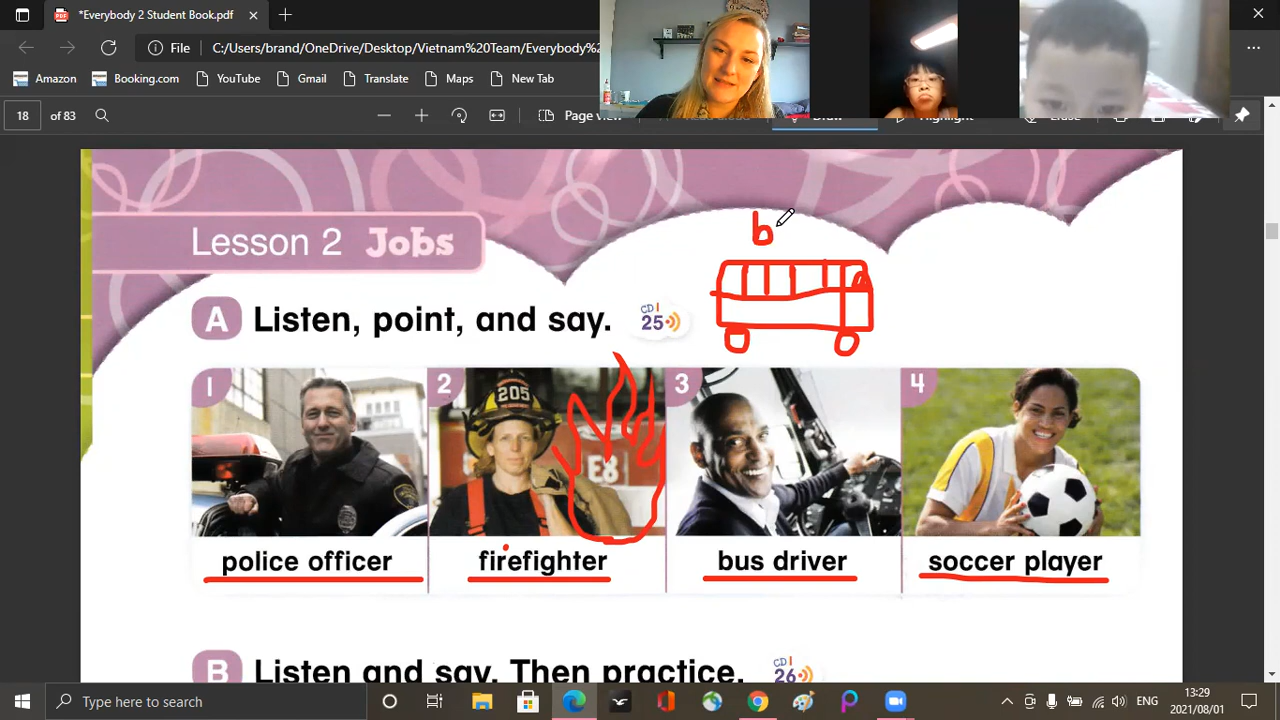 *Everybody 2 Student Book.pdf
File
C:/Users/brand/OneDrive/Desktop/Vietnam%20Team/Everybody%
Amazon
Booking.com
YouTube
Gmail
Translate
Maps
New Tab
18 of 83
Page view
Draw
Highlight
Erase
b
Lesson 2 Jobs
A Listen, point, and say.
CD 1
25
1
2
3
4
205
E8
police officer
firefighter
bus driver
soccer player
B Listen and say. Then practice.
CD 1
26
Type here to search
ENG
13:29
2021/08/01